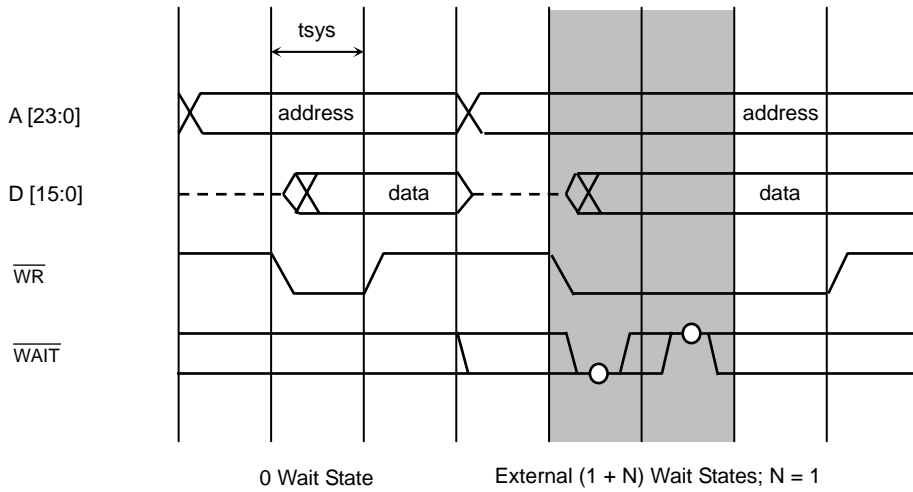 tsys
A [23:0]
address
address
D [15:0]
data
data
WR
WAIT
0 Wait State
External (1 + N) Wait States; N = 1